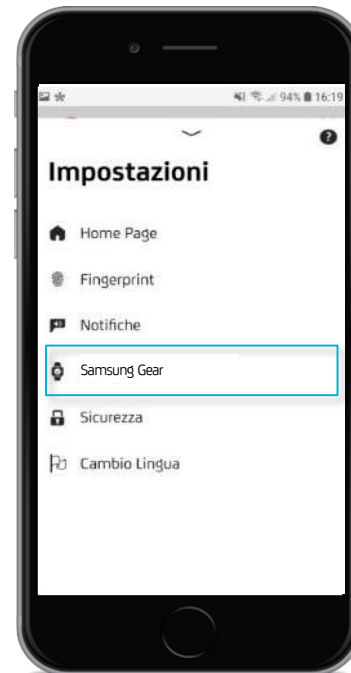 94% 16:19
?
Impostazioni
Home Page
Fingerprint
Notifiche
Samsung Gear
Sicurezza
Cambio Lingua